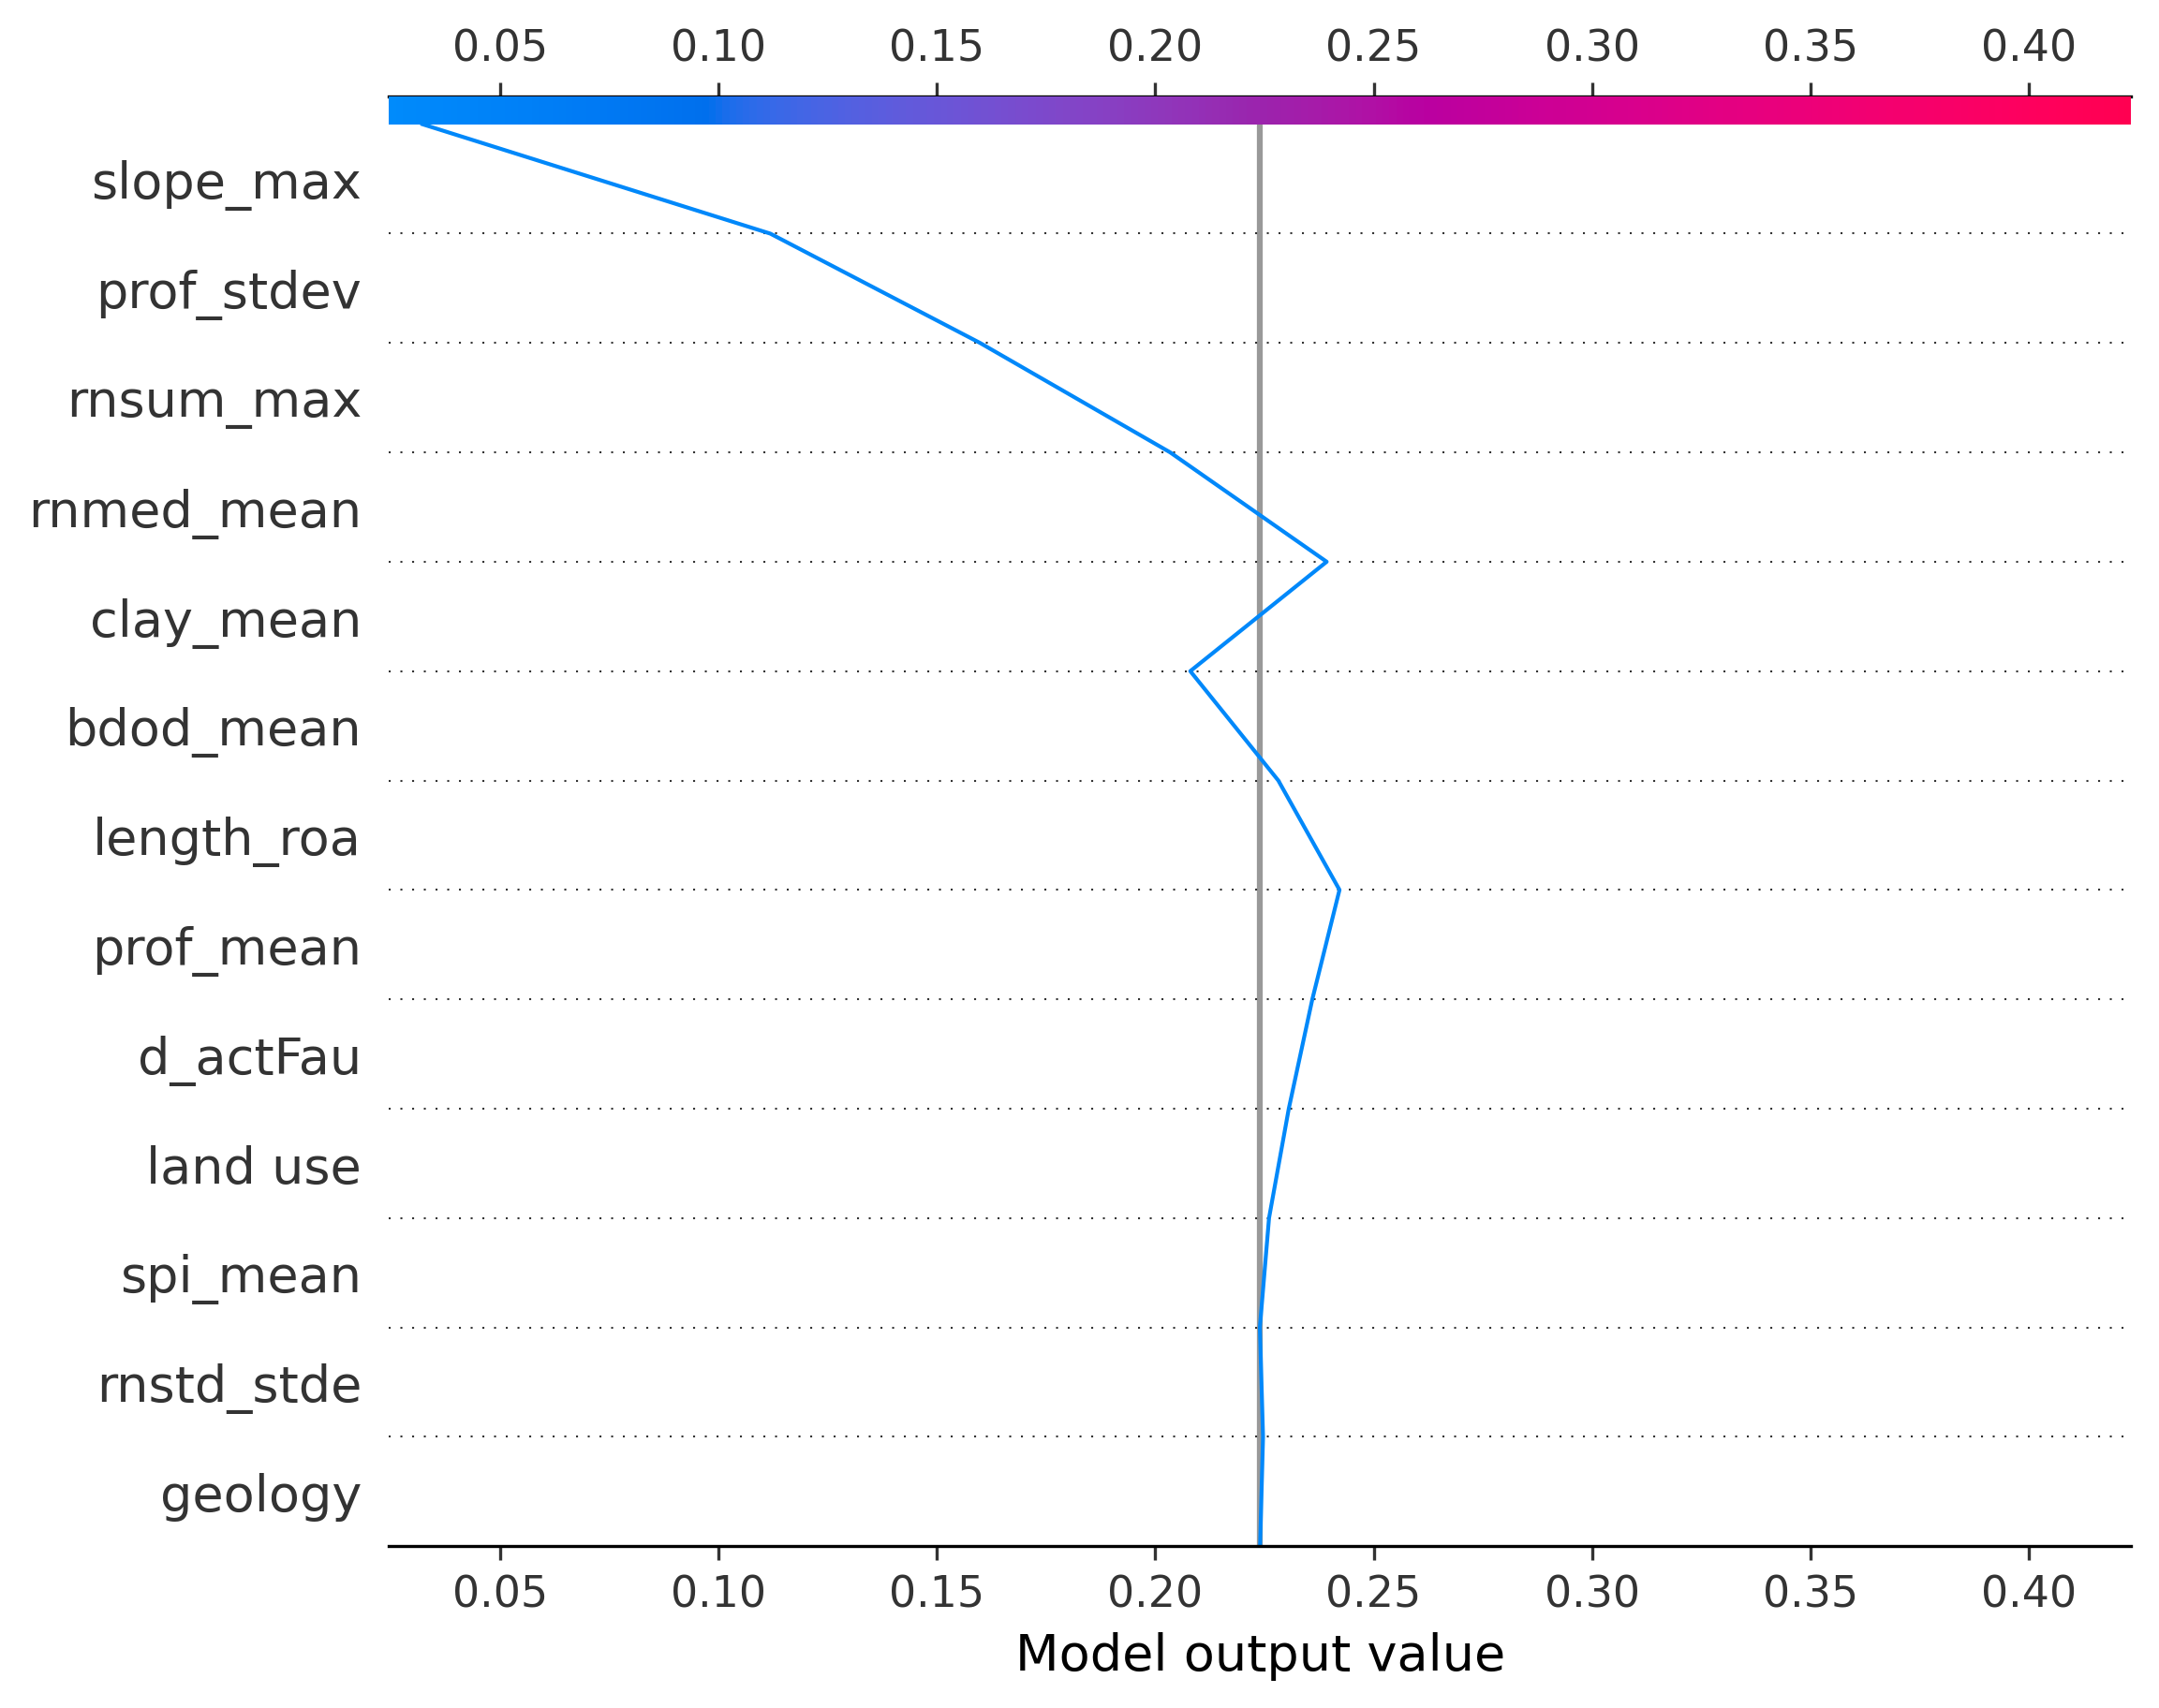 0.05 0.10 0.15 0.20 0.25 0.30 0.35 0.40
slope_max
prof_stdev
rnsum_max
rnmed_mean
clay_mean
bdod_mean
length_roa
prof_mean
d_actFau
land use
spi_mean
rnstd_stde
geology
0.05 0.10 0.15 0.20 0.25 0.30 0.35 0.40
Model output value